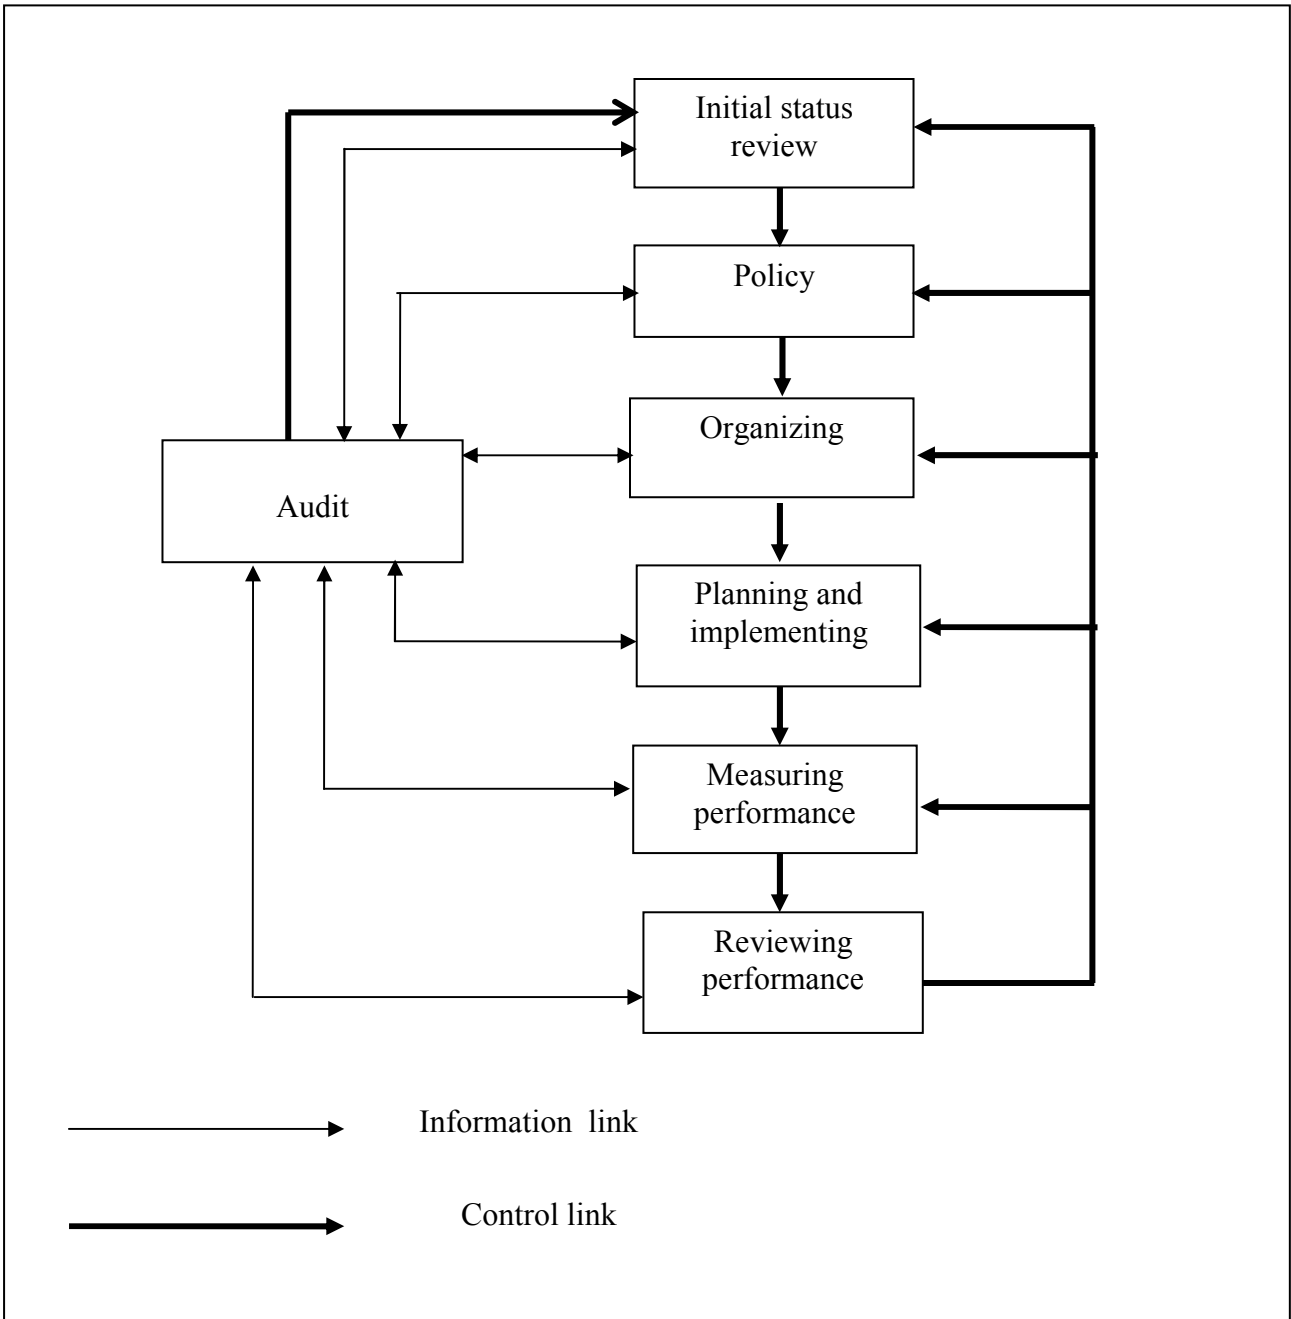 Initial status
review
Policy
Organizing
Audit
Planning and
implementing
Measuring
performance
Reviewing
performance
Information  link
Control link